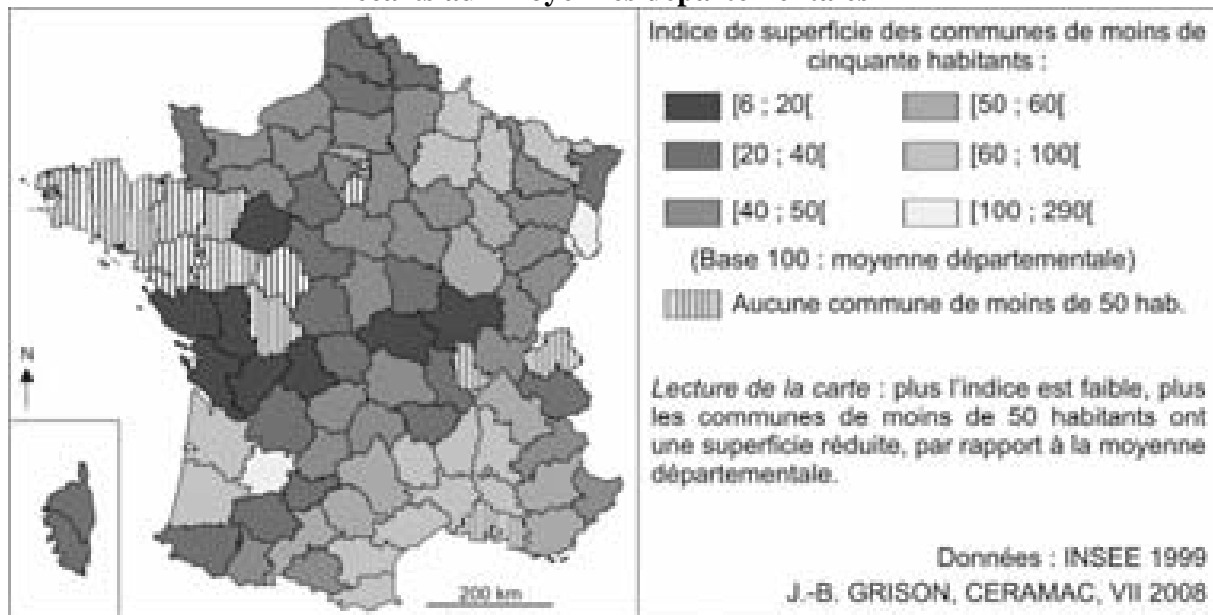 départementales
Indice de superficie des communes de moins de
cinquante habitants :
[6 ; 20[
[50 ; 60[
[20 ; 40[
[60 ; 100[
[40 ; 50[
[100 ; 290[
(Base 100 : moyenne départementale)
Aucune commune de moins de 50 hab.
N
Lecture de la carte : plus l'indice est faible, plus
les communes de moins de 50 habitants ont
une superficie réduite, par rapport à la moyenne
départementale.
200 km
Données : INSEE 1999
J.-B. GRISON, CERAMAC, VII 2008